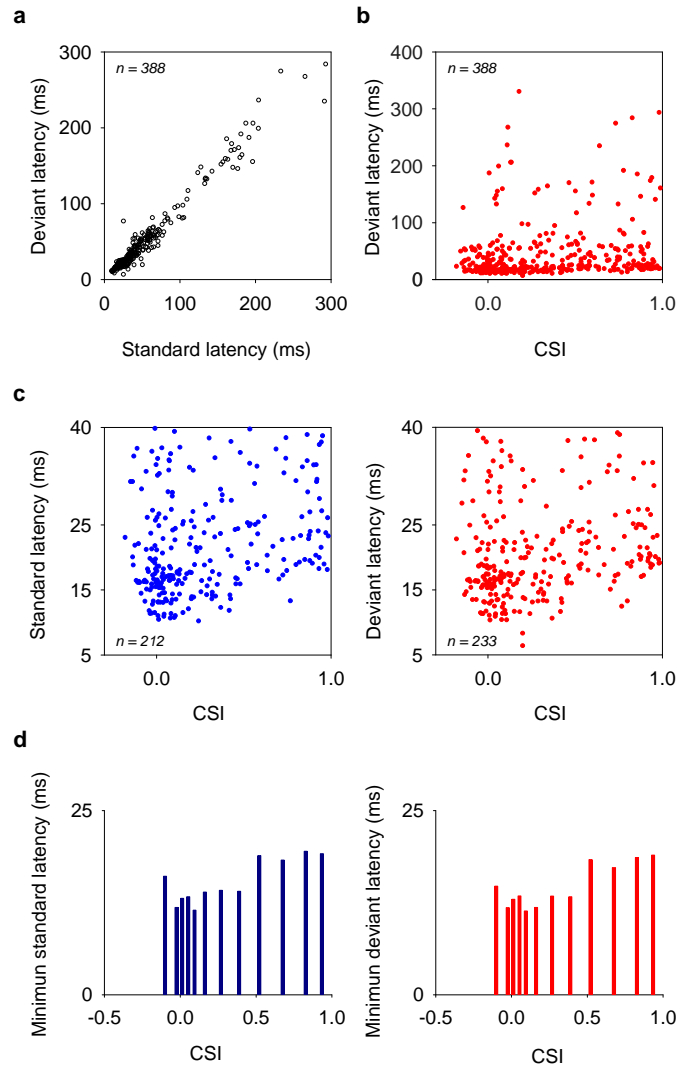 a
b
300
200
100
0
Deviant latency (ms)
n = 388
0
100
200
300
Standard latency (ms)
400
300
200
100
0
Deviant latency (ms)
n = 388
0.0
1.0
CSI
c
40
25
15
5
Standard latency (ms)
n = 212
0.0
1.0
CSI
40
25
15
5
Deviant latency (ms)
n = 233
0.0
1.0
CSI
d
25
0
Minimun standard latency (ms)
-0.5
0.0
0.5
1.0
CSI
25
0
Minimun deviant latency (ms)
-0.5
0.0
0.5
1.0
CSI